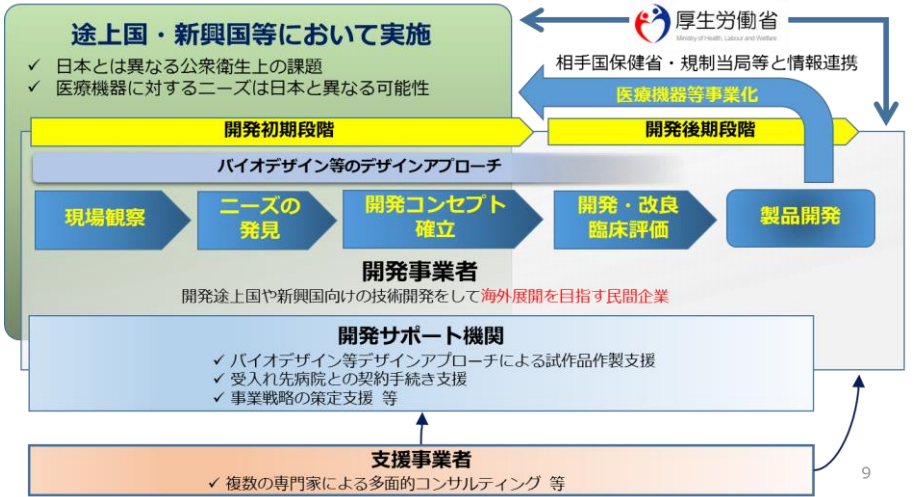 途上国・新興国等において実施
✓ 日本とは異なる公衆衛生上の課題
✓ 医療機器に対するニーズは日本と異なる可能性
厚生労働省
Ministry of Health, Labour and Welfare
相手国保健省・規制当局等と情報連携
医療機器等事業化
開発初期段階
開発後期段階
バイオデザイン等のデザインアプローチ
現場観察
ニーズの
発見
開発コンセプト
確立
開発・改良
臨床評価
製品開発
開発事業者
開発途上国や新興国向けの技術開発をして海外展開を目指す民間企業
開発サポート機関
✓ バイオデザイン等デザインアプローチによる試作品作製支援
✓ 受入れ先病院との契約手続き支援
✓ 事業戦略の策定支援 等
支援事業者
✓ 複数の専門家による多面的コンサルティング 等
9